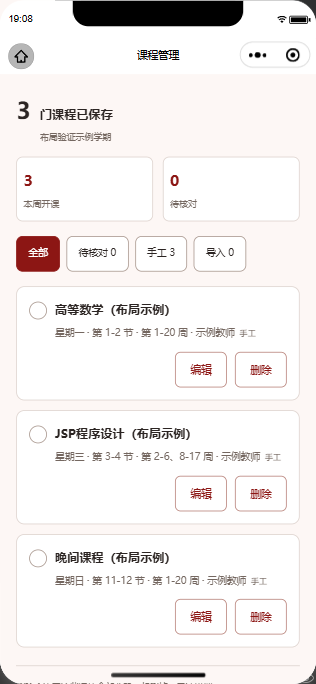 19:08
课程管理
3 门课程已保存
布局验证示例学期
3
本周开课
0
待核对
全部
待核对 0
手工 3
导入 0
高等数学（布局示例）
星期一 · 第 1-2 节 · 第 1-20 周 · 示例教师 手工
编辑 删除
JSP程序设计（布局示例）
星期三 · 第 3-4 节 · 第 2-6、8-17 周 · 示例教师 手工
编辑 删除
晚间课程（布局示例）
星期日 · 第 11-12 节 · 第 1-20 周 · 示例教师 手工
编辑 删除